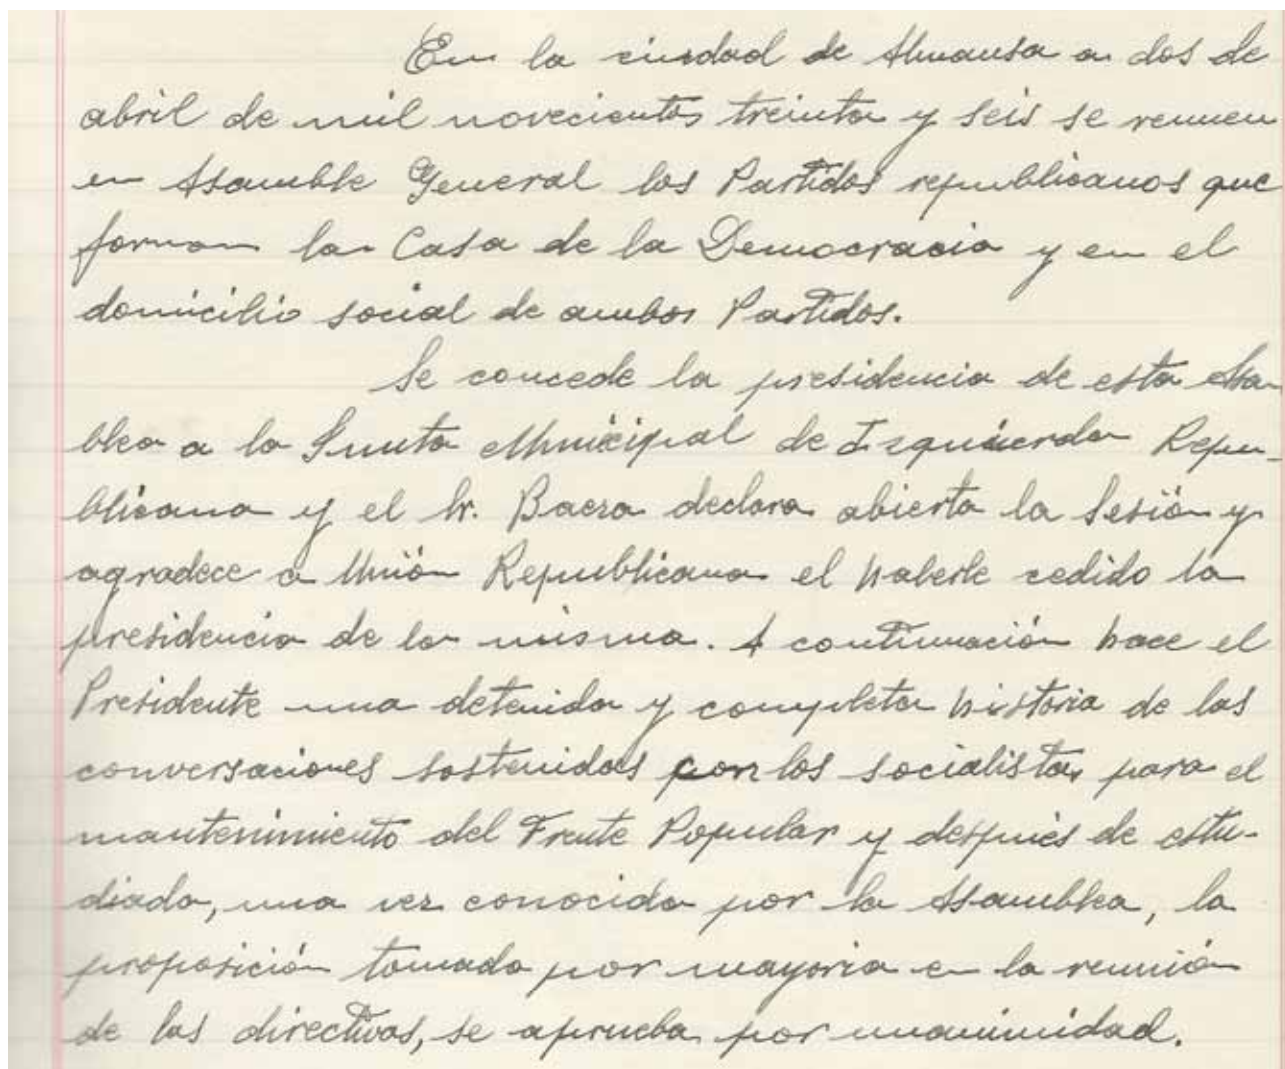 En la ciudad de Almansa a dos de
abril de mil novecientos treinta y seis se reunen
en Asamble General los Partidos republicanos que
forman la Casa de la Democracia y en el
domicilio social de ambos Partidos.
Se concede la presidencia de esta Asam
blea a la Junta Municipal de Izquierda Repu-
blicana y el Sr. Baeza declara abierta la Sesión y
agradece a Unión Republicana el haberle cedido la
presidencia de la misma. A continuación hace el
Presidente una detenida y completa historia de las
conversaciones sostenidas con los socialistas para el
mantenimiento del Frente Popular y después de estu-
diada, una vez conocida por la Asamblea, la
proposición tomada por mayoria en la reunión
de las directivas, se aprueba por unanimidad.